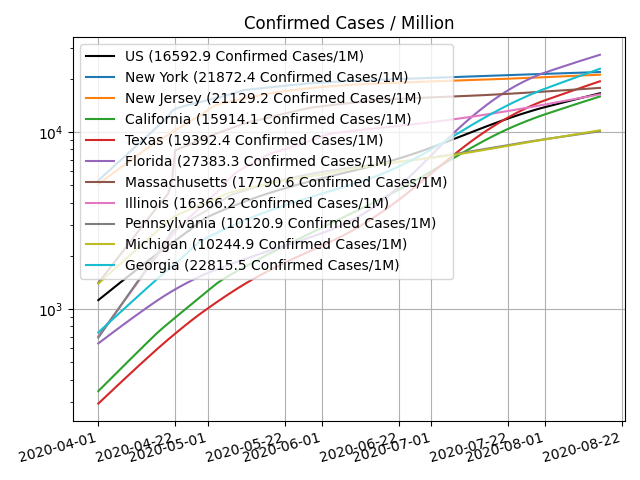 Confirmed Cases / Million
US (16592.9 Confirmed Cases/1M)
New York (21872.4 Confirmed Cases/1M)
New Jersey (21129.2 Confirmed Cases/1M)
California (15914.1 Confirmed Cases/1M)
Texas (19392.4 Confirmed Cases/1M)
Florida (27383.3 Confirmed Cases/1M)
Massachusetts (17790.6 Confirmed Cases/1M)
Illinois (16366.2 Confirmed Cases/1M)
Pennsylvania (10120.9 Confirmed Cases/1M)
Michigan (10244.9 Confirmed Cases/1M)
Georgia (22815.5 Confirmed Cases/1M)
10⁴
10³
2020-04-01 2020-04-22 2020-05-01 2020-05-22 2020-06-01 2020-06-22 2020-07-01 2020-07-22 2020-08-01 2020-08-22